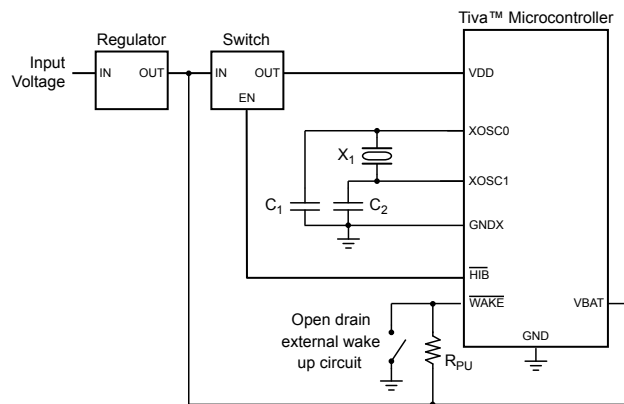 Tiva™ Microcontroller
Regulator
Switch
Input
Voltage
IN
OUT
IN
OUT
EN
VDD
XOSC0
X1
XOSC1
C1
C2
GNDX
HIB
WAKE
VBAT
Open drain
external wake
up circuit
RPU
GND